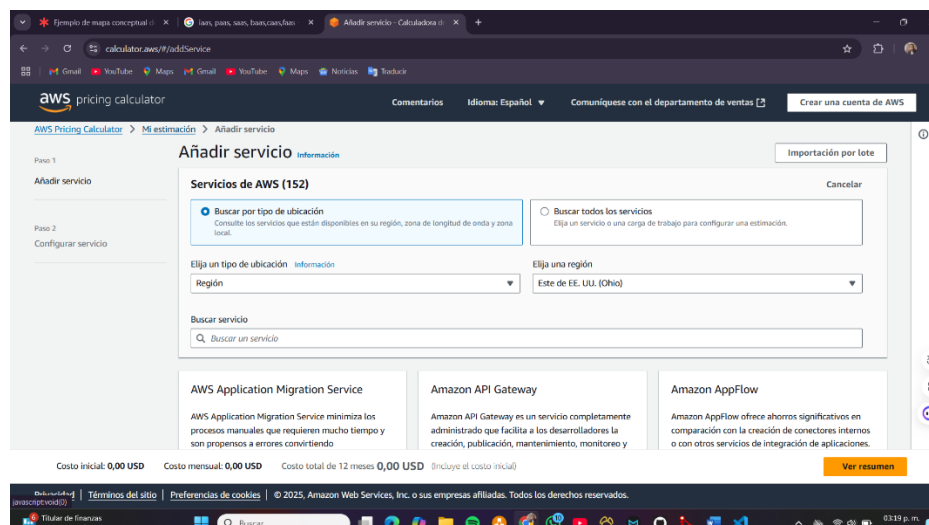 Ejemplo de mapa conceptual d
iaas, paas, saas, baas,caas,faas
Añadir servicio - Calculadora de
calculator.aws/#/addService
Gmail YouTube Maps Gmail YouTube Maps Noticias Traducir
aws pricing calculator
Comentarios Idioma: Español Comuníquese con el departamento de ventas Crear una cuenta de AWS
AWS Pricing Calculator > Mi estimación > Añadir servicio
Paso 1
Añadir servicio
Paso 2
Configurar servicio
Añadir servicio Información
Importación por lote
Servicios de AWS (152)
Cancelar
Buscar por tipo de ubicación
Consulte los servicios que están disponibles en su región, zona de longitud de onda y zona
local.
Buscar todos los servicios
Elija un servicio o una carga de trabajo para configurar una estimación.
Elija un tipo de ubicación Información
Región
Elija una región
Este de EE. UU. (Ohio)
Buscar servicio
Buscar un servicio
AWS Application Migration Service
AWS Application Migration Service minimiza los
procesos manuales que requieren mucho tiempo y
son propensos a errores convirtiendo
Amazon API Gateway
Amazon API Gateway es un servicio completamente
administrado que facilita a los desarrolladores la
creación, publicación, mantenimiento, monitoreo y
Amazon AppFlow
Amazon AppFlow ofrece ahorros significativos en
comparación con la creación de conectores internos
o con otros servicios de integración de aplicaciones.
Costo inicial: 0,00 USD Costo mensual: 0,00 USD Costo total de 12 meses 0,00 USD (Incluye el costo inicial)
Ver resumen
Privacidad | Términos del sitio | Preferencias de cookies | © 2025, Amazon Web Services, Inc. o sus empresas afiliadas. Todos los derechos reservados.
javascript:void(0)
Titular de finanzas
Buscar
03:19 p. m.